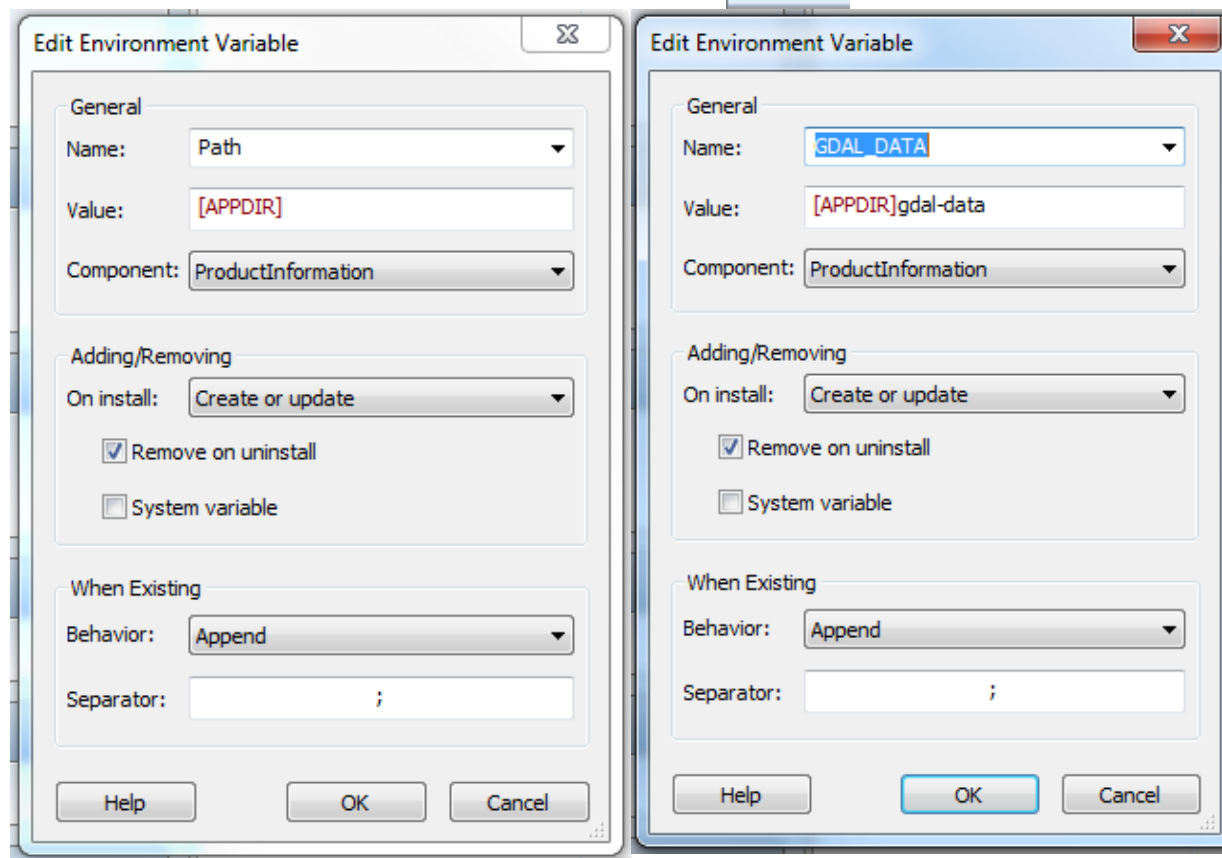 Edit Environment Variable
General
Name: Path
Value: [APPDIR]
Component: ProductInformation
Adding/Removing
On install: Create or update
Remove on uninstall
System variable
When Existing
Behavior: Append
Separator: ;
Help OK Cancel
Edit Environment Variable
General
Name: GDAL_DATA
Value: [APPDIR]gdal-data
Component: ProductInformation
Adding/Removing
On install: Create or update
Remove on uninstall
System variable
When Existing
Behavior: Append
Separator: ;
Help OK Cancel